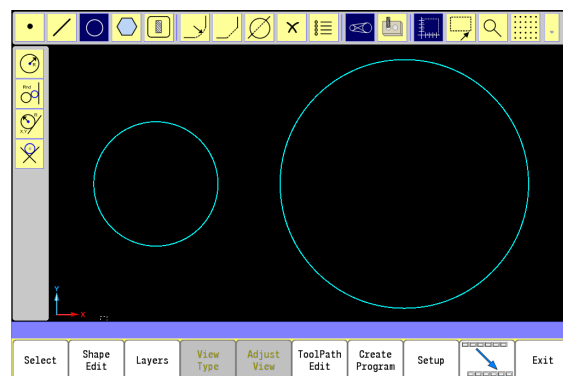 R
Rnd
R
X,Y
Y
X
Select
Shape
Edit
Layers
View
Type
Adjust
View
ToolPath
Edit
Create
Program
Setup
Exit